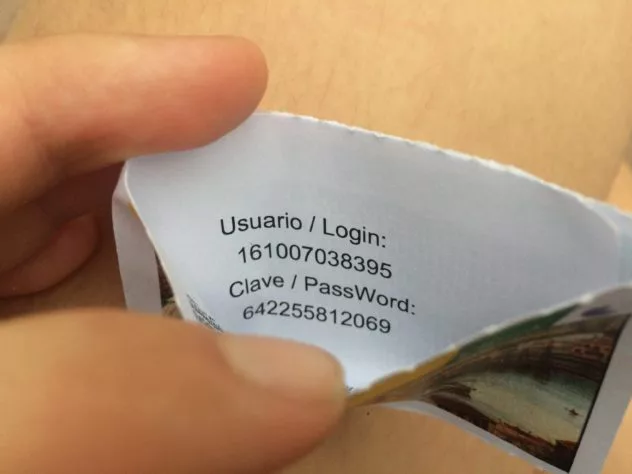 Usuario / Login:
161007038395
Clave / PassWord:
642255812069